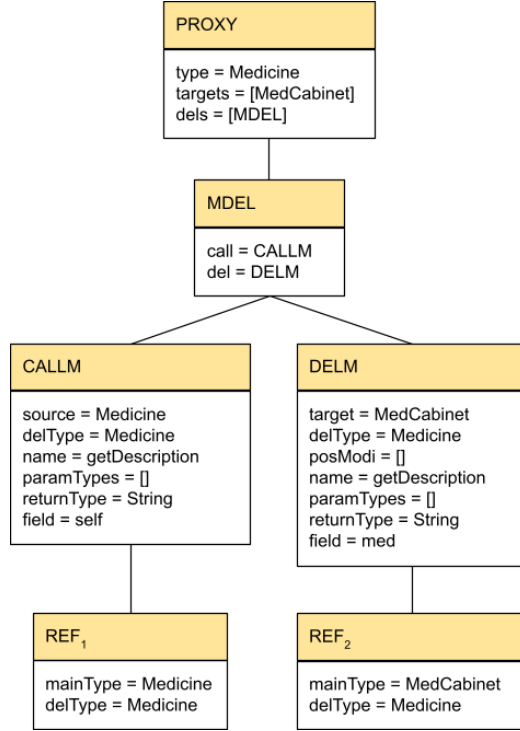 PROXY
type = Medicine
targets = [MedCabinet]
dels = [MDEL]
MDEL
call = CALLM
del = DELM
CALLM
source = Medicine
delType = Medicine
name = getDescription
paramTypes = []
returnType = String
field = self
DELM
target = MedCabinet
delType = Medicine
posModi = []
name = getDescription
paramTypes = []
returnType = String
field = med
REF₁
mainType = Medicine
delType = Medicine
REF₂
mainType = MedCabinet
delType = Medicine